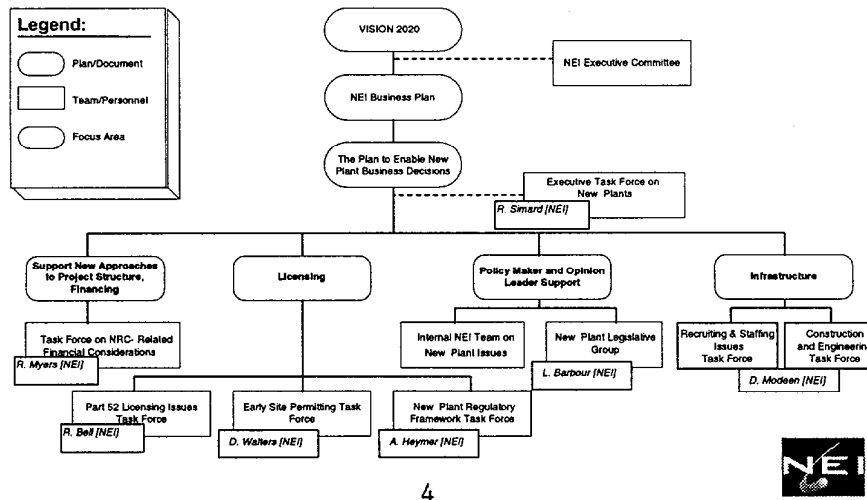 Legend:
Plan/Document
Team/Personnel
Focus Area
VISION 2020
NEI Executive Committee
NEI Business Plan
The Plan to Enable New
Plant Business Decisions
Executive Task Force on
New Plants
R. Simard [NEI]
Support New Approaches
to Project Structure,
Financing
Licensing
Policy Maker and Opinion
Leader Support
Infrastructure
Task Force on NRC- Related
Financial Considerations
R. Myers [NEI]
Internal NEI Team on
New Plant Issues
New Plant Legislative
Group
L. Barbour [NEI]
Recruiting & Staffing
Issues
Task Force
Construction
and Engineering
Task Force
D. Modeen [NEI]
Part 52 Licensing Issues
Task Force
R. Bell [NEI]
Early Site Permitting Task
Force
D. Walters [NEI]
New Plant Regulatory
Framework Task Force
A. Heymer [NEI]
NEI
4